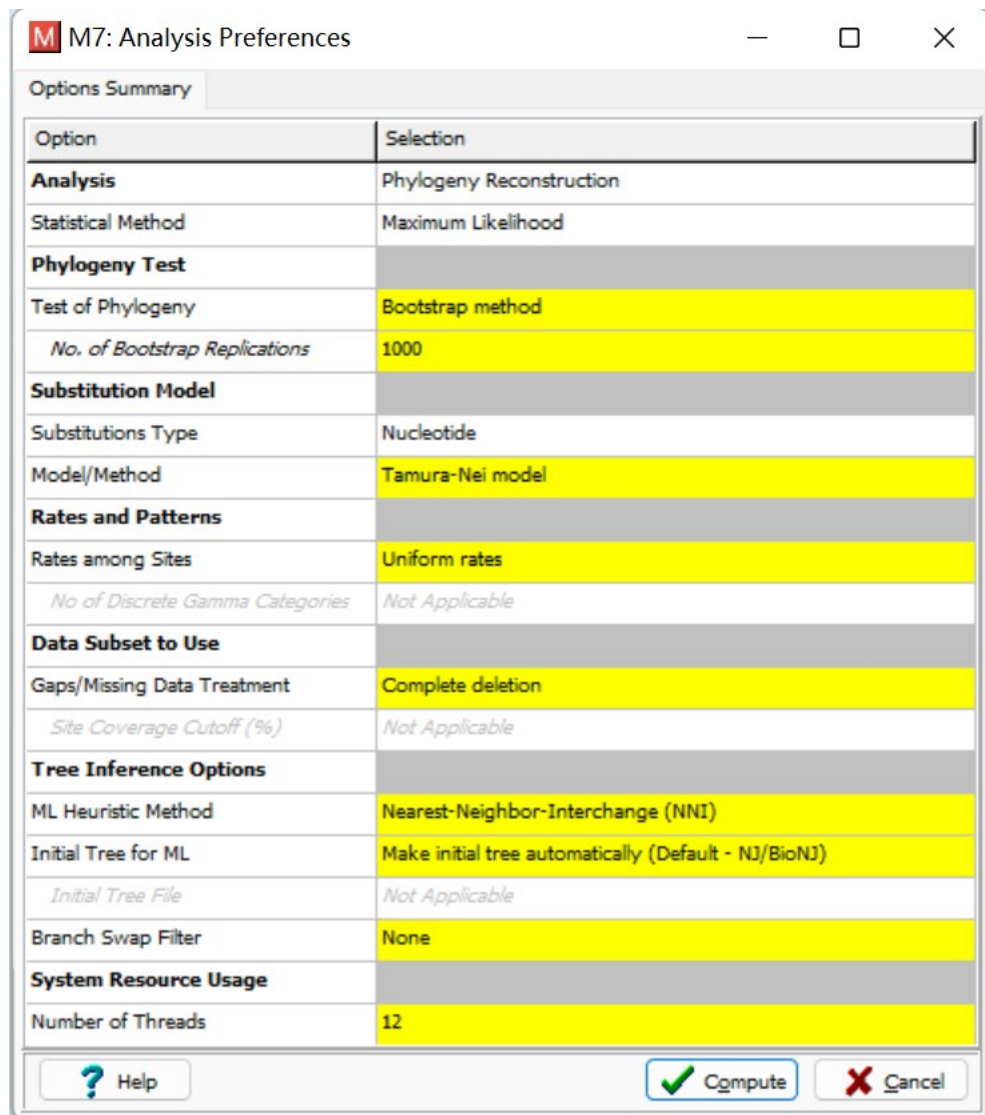 M M7: Analysis Preferences
Options Summary
Option Selection
Analysis Phylogeny Reconstruction
Statistical Method Maximum Likelihood
Phylogeny Test
Test of Phylogeny Bootstrap method
No. of Bootstrap Replications 1000
Substitution Model
Substitutions Type Nucleotide
Model/Method Tamura-Nei model
Rates and Patterns
Rates among Sites Uniform rates
No of Discrete Gamma Categories Not Applicable
Data Subset to Use
Gaps/Missing Data Treatment Complete deletion
Site Coverage Cutoff (%) Not Applicable
Tree Inference Options
ML Heuristic Method Nearest-Neighbor-Interchange (NNI)
Initial Tree for ML Make initial tree automatically (Default - NJ/BioNJ)
Initial Tree File Not Applicable
Branch Swap Filter None
System Resource Usage
Number of Threads 12
? Help Compute Cancel